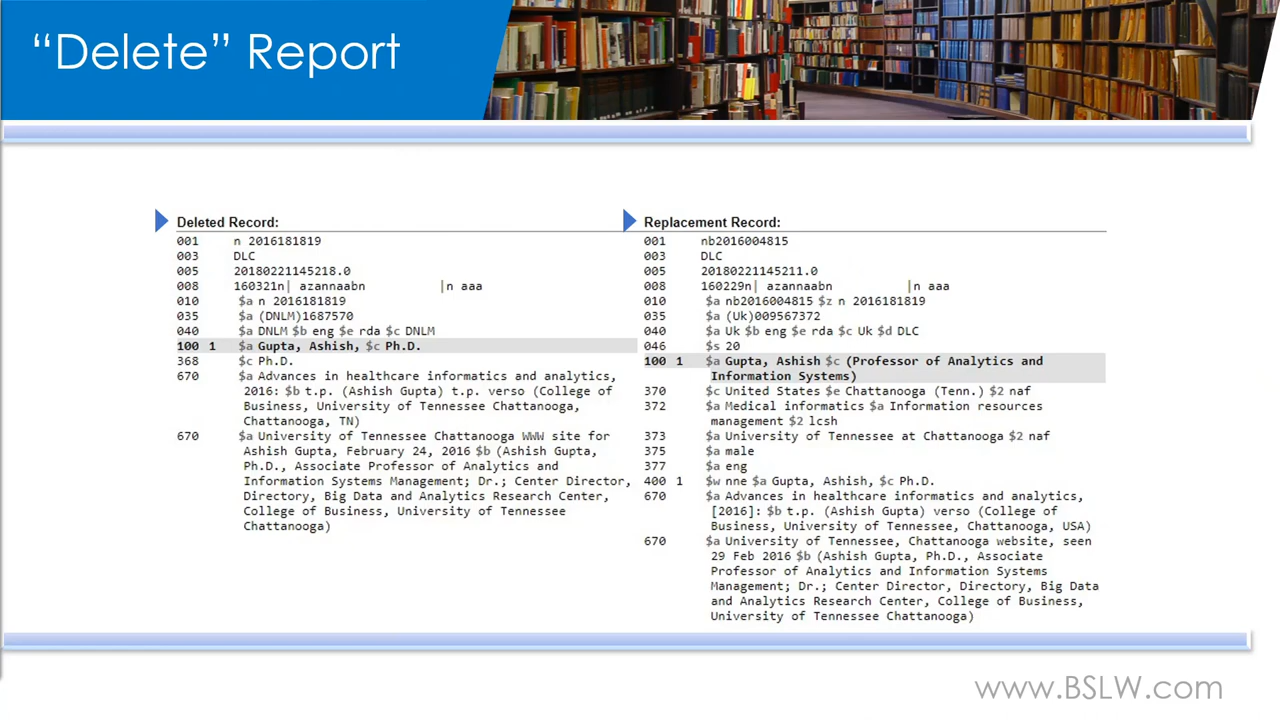 “Delete” Report
Deleted Record:
001 n 2016181819
003 DLC
005 20180221145218.0
008 160321n| azannaabn |n aaa
010 $a n 2016181819
035 $a (DNLM)1687570
040 $a DNLM $b eng $e rda $c DNLM
100 1 $a Gupta, Ashish, $c Ph.D.
368 $c Ph.D.
670 $a Advances in healthcare informatics and analytics,
2016: $b t.p. (Ashish Gupta) t.p. verso (College of
Business, University of Tennessee Chattanooga,
Chattanooga, TN)
670 $a University of Tennessee Chattanooga WWW site for
Ashish Gupta, February 24, 2016 $b (Ashish Gupta,
Ph.D., Associate Professor of Analytics and
Information Systems Management; Dr.; Center Director,
Directory, Big Data and Analytics Research Center,
College of Business, University of Tennessee
Chattanooga)
Replacement Record:
001 nb2016004815
003 DLC
005 20180221145211.0
008 160229n| azannaabn |n aaa
010 $a nb2016004815 $z n 2016181819
035 $a (Uk)009567372
040 $a Uk $b eng $e rda $c Uk $d DLC
046 $s 20
100 1 $a Gupta, Ashish $c (Professor of Analytics and
Information Systems)
370 $c United States $e Chattanooga (Tenn.) $2 naf
372 $a Medical informatics $a Information resources
management $2 lcsh
373 $a University of Tennessee at Chattanooga $2 naf
375 $a male
377 $a eng
400 1 $w nne $a Gupta, Ashish, $c Ph.D.
670 $a Advances in healthcare informatics and analytics,
[2016]: $b t.p. (Ashish Gupta) verso (College of
Business, University of Tennessee, Chattanooga, USA)
670 $a University of Tennessee, Chattanooga website, seen
29 Feb 2016 $b (Ashish Gupta, Ph.D., Associate
Professor of Analytics and Information Systems
Management; Dr.; Center Director, Directory, Big Data
and Analytics Research Center, College of Business,
University of Tennessee Chattanooga)
www.BSLW.com